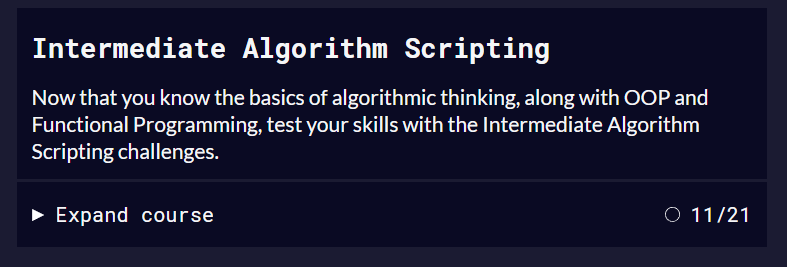 Intermediate Algorithm Scripting
Now that you know the basics of algorithmic thinking, along with OOP and
Functional Programming, test your skills with the Intermediate Algorithm
Scripting challenges.
Expand course 11/21